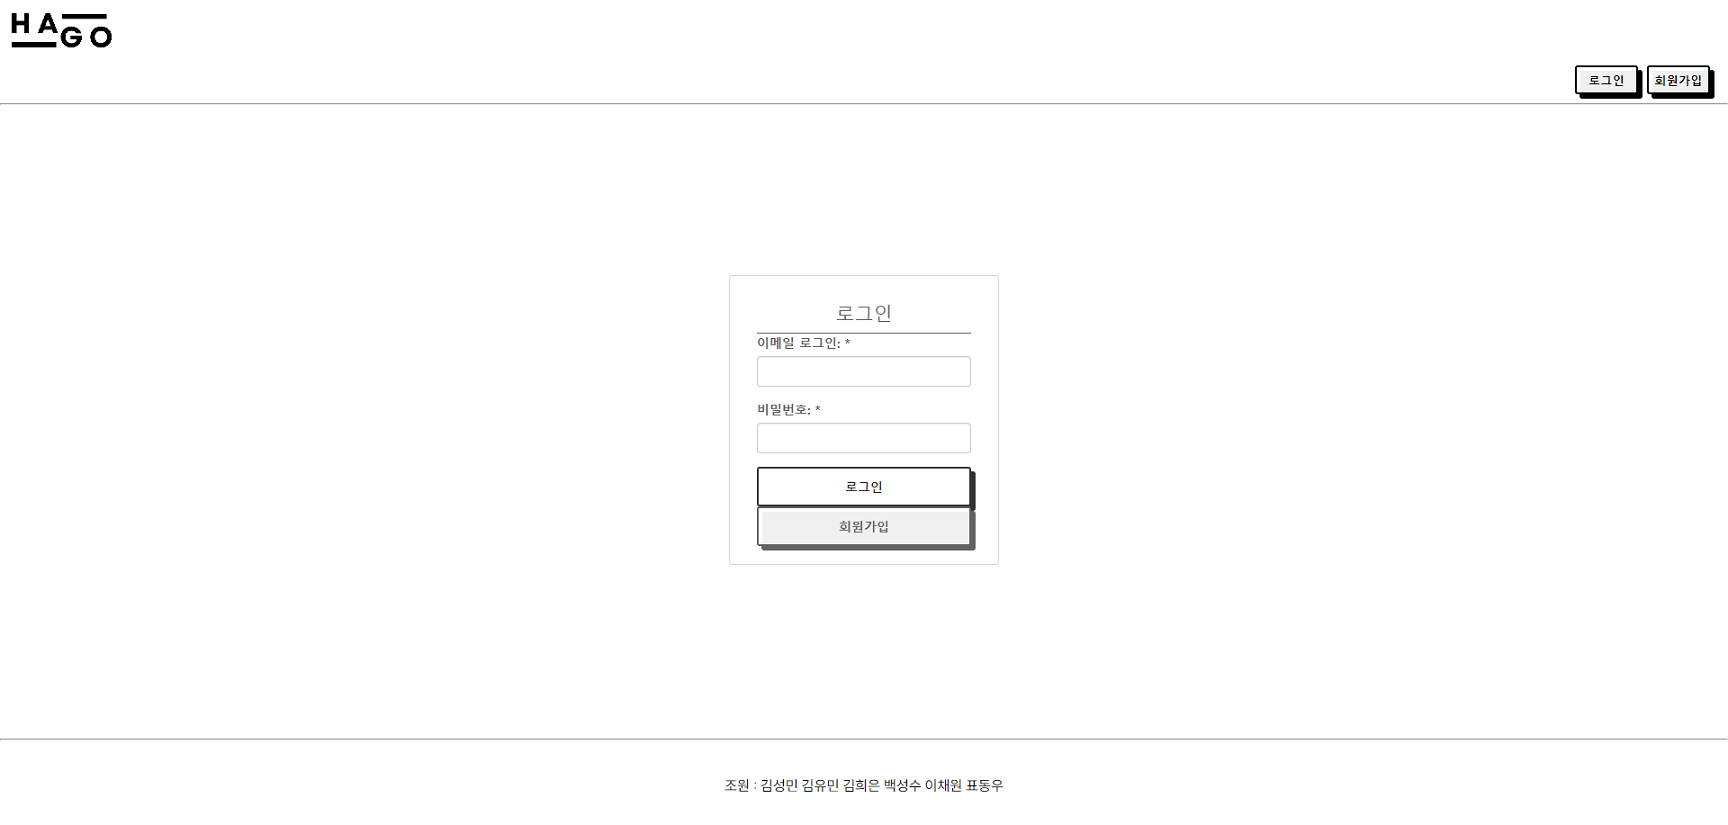 HAGO
로그인 회원가입
로그인
이메일 로그인: *
비밀번호: *
로그인
회원가입
조원 : 김성민 김유민 김희은 백성수 이채원 표동우